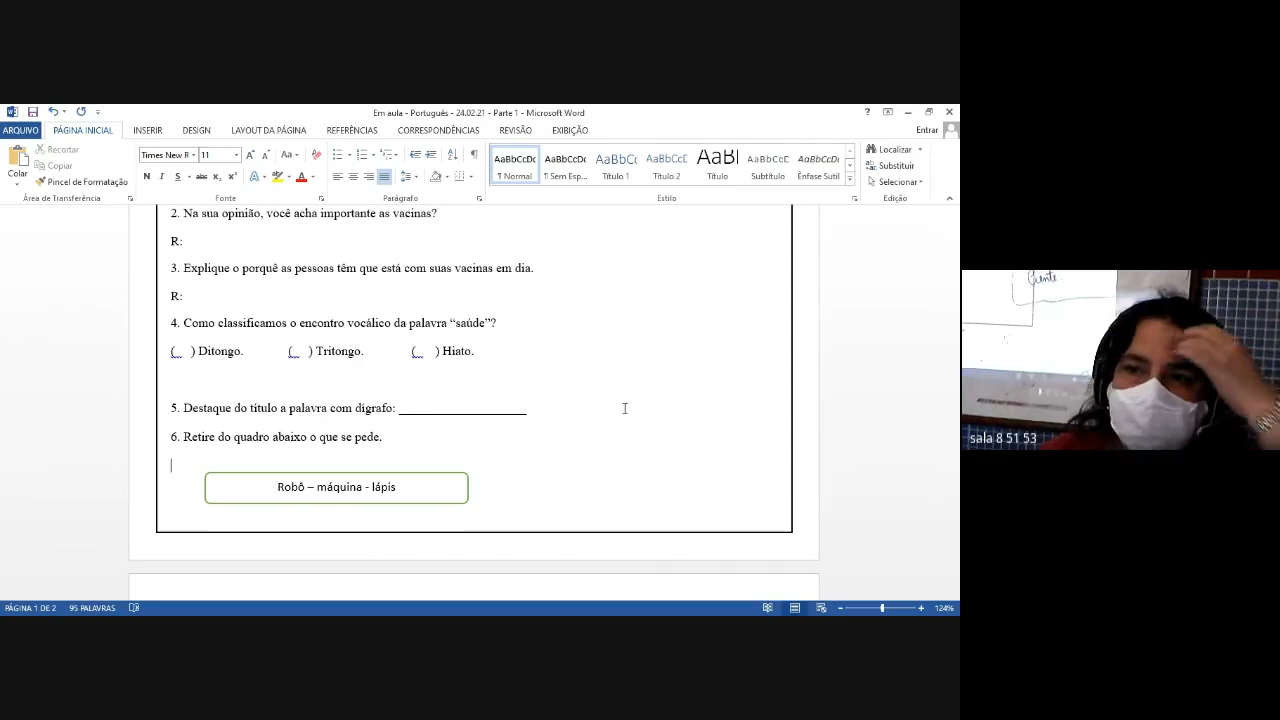 Em aula - Português - 24.02.21 - Parte 1 - Microsoft Word
ARQUIVO PÁGINA INICIAL INSERIR DESIGN LAYOUT DA PÁGINA REFERÊNCIAS CORRESPONDÊNCIAS REVISÃO EXIBIÇÃO Entrar
Colar
Recortar
Copiar
Pincel de Formatação
Área de Transferência
Times New R 11
Aa
N I S abc x₂ x²
Fonte
Parágrafo
AaBbCcDc AaBbCcDc AaBbCc AaBbCcE AaBl AaBbCcD AaBbCcDc
¶ Normal ¶ Sem Esp... Título 1 Título 2 Título Subtítulo Ênfase Sutil
Estilo
Localizar
Substituir
Selecionar
Edição
2. Na sua opinião, você acha importante as vacinas?
R:
3. Explique o porquê as pessoas têm que está com suas vacinas em dia.
R:
4. Como classificamos o encontro vocálico da palavra “saúde”?
( ) Ditongo. ( ) Tritongo. ( ) Hiato.
5. Destaque do título a palavra com dígrafo: ____________________
6. Retire do quadro abaixo o que se pede.
Robô – máquina - lápis
PÁGINA 1 DE 2 95 PALAVRAS
124%
sala 8 51 53